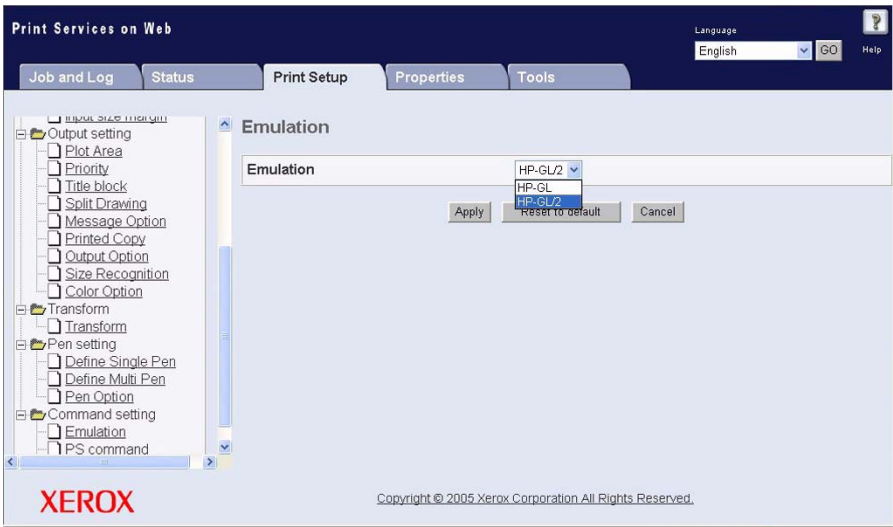 Print Services on Web
Language
English
GO
Help
Job and Log
Status
Print Setup
Properties
Tools
Input size margin
Output setting
Plot Area
Priority
Title block
Split Drawing
Message Option
Printed Copy
Output Option
Size Recognition
Color Option
Transform
Transform
Pen setting
Define Single Pen
Define Multi Pen
Pen Option
Command setting
Emulation
PS command
Emulation
Emulation
HP-GL/2
HP-GL
HP-GL/2
Apply
Reset to default
Cancel
XEROX
Copyright © 2005 Xerox Corporation All Rights Reserved.